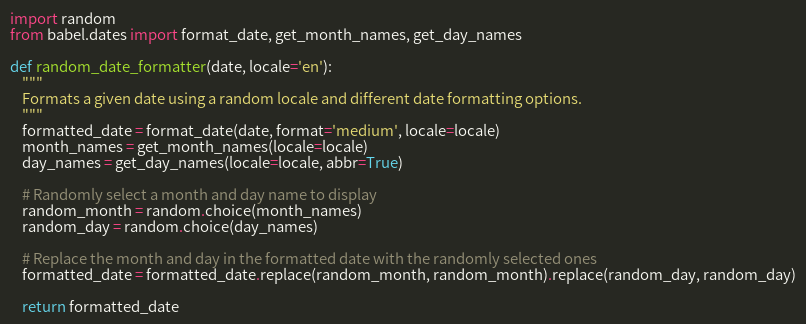 import random
from babel.dates import format_date, get_month_names, get_day_names
def random_date_formatter(date, locale='en'):
"""
Formats a given date using a random locale and different date formatting options.
"""
formatted_date = format_date(date, format='medium', locale=locale)
month_names = get_month_names(locale=locale)
day_names = get_day_names(locale=locale, abbr=True)
# Randomly select a month and day name to display
random_month = random.choice(month_names)
random_day = random.choice(day_names)
# Replace the month and day in the formatted date with the randomly selected ones
formatted_date = formatted_date.replace(random_month, random_month).replace(random_day, random_day)
return formatted_date